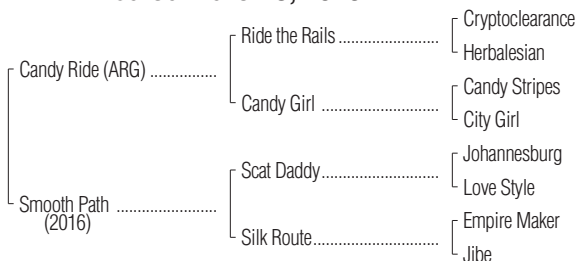 Cryptoclearance
Ride the Rails
Herbalesian
Candy Ride (ARG)
Candy Stripes
Candy Girl
City Girl
Johannesburg
Scat Daddy
Love Style
Smooth Path
(2016)
Empire Maker
Silk Route
Jibe